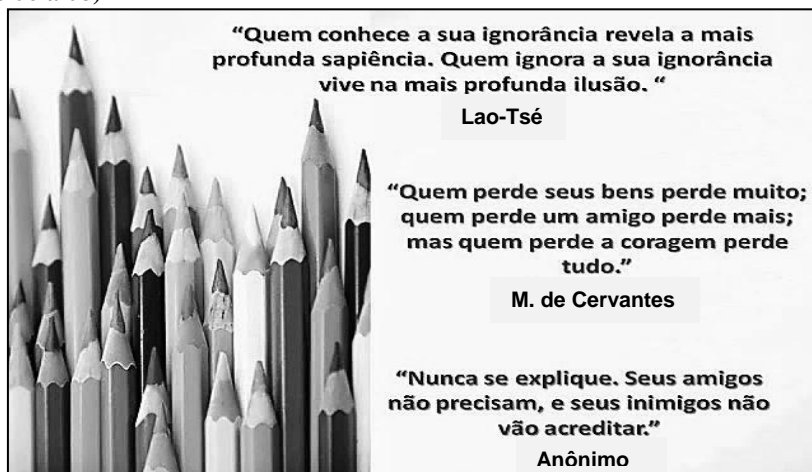 “Quem conhece a sua ignorância revela a mais
profunda sapiência. Quem ignora a sua ignorância
vive na mais profunda ilusão. “
Lao-Tsé
“Quem perde seus bens perde muito;
quem perde um amigo perde mais;
mas quem perde a coragem perde
tudo.”
M. de Cervantes
“Nunca se explique. Seus amigos
não precisam, e seus inimigos não
vão acreditar.”
Anônimo